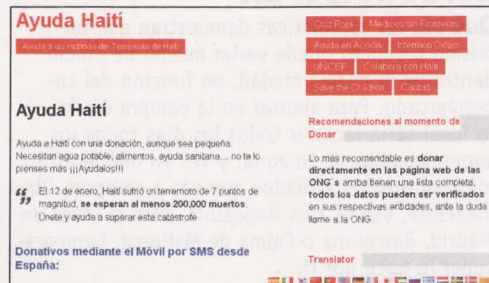 Ayuda Haití
Ayuda a las víctimas del Terremoto de Haití
Cruz Roja
Médicos sin Fronteras
Ayuda en Acción
Intermón Oxfam
UNICEF
Colabora con Haití
Save the Children
Caritas
Ayuda Haití
Ayuda a Haití con una donación, aunque sea pequeña.
Necesitan agua potable, alimentos, ayuda sanitaria... no te lo
pienses más ¡¡¡Ayudalos!!!
El 12 de enero, Haití sufrió un terremoto de 7 puntos de
magnitud, se esperan al menos 200,000 muertos.
Únete y ayuda a superar esta catástrofe
Donativos mediante el Móvil por SMS desde
España:
Recomendaciones al momento de
Donar
Lo más recomendable es donar
directamente en las página web de las
ONG´s arriba tienen una lista completa,
todos los datos pueden ser verificados
en sus respectivas entidades, ante la duda
llame a la ONG.
Translator